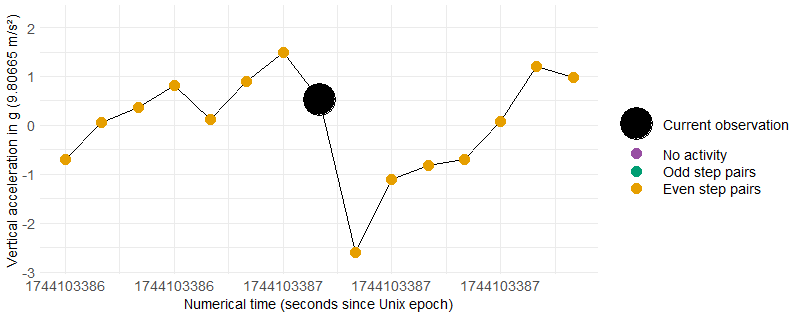 Vertical acceleration in g (9.80665 m/s²)
2
1
0
-1
-2
-3
1744103386 1744103386 1744103387 1744103387 1744103387
Numerical time (seconds since Unix epoch)
Current observation
No activity
Odd step pairs
Even step pairs